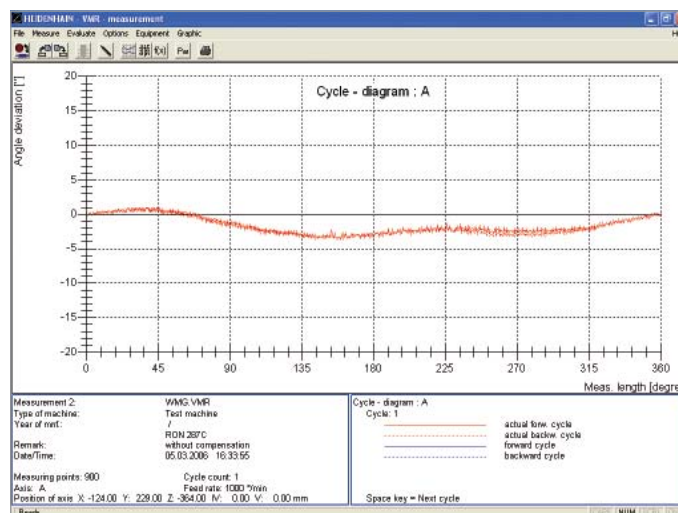 HEIDENHAIN - VMR - measurement
File Measure Evaluate Options Equipment Graphic
f(x) Par
Cycle - diagram : A
Angle deviation ["]
20
15
10
5
0
-5
-10
-15
-20
0 45 90 135 180 225 270 315 360
Meas. length [degre
Measurement 2: WMG.VMR
Type of machine: Test machine
Year of mnf.: /
RON 287C
Remark: without compensation
Date/Time: 05.03.2006 16:33:55
Measuring points: 900 Cycle count: 1
Axis: A Feed rate: 1000 °/min
Position of axis X: -124.00 Y: 229.00 Z: -364.00 IV: 0.00 V: 0.00 mm
Cycle - diagram : A
Cycle: 1
actual forw. cycle
actual backw. cycle
forward cycle
backward cycle
Space key = Next cycle
NUM